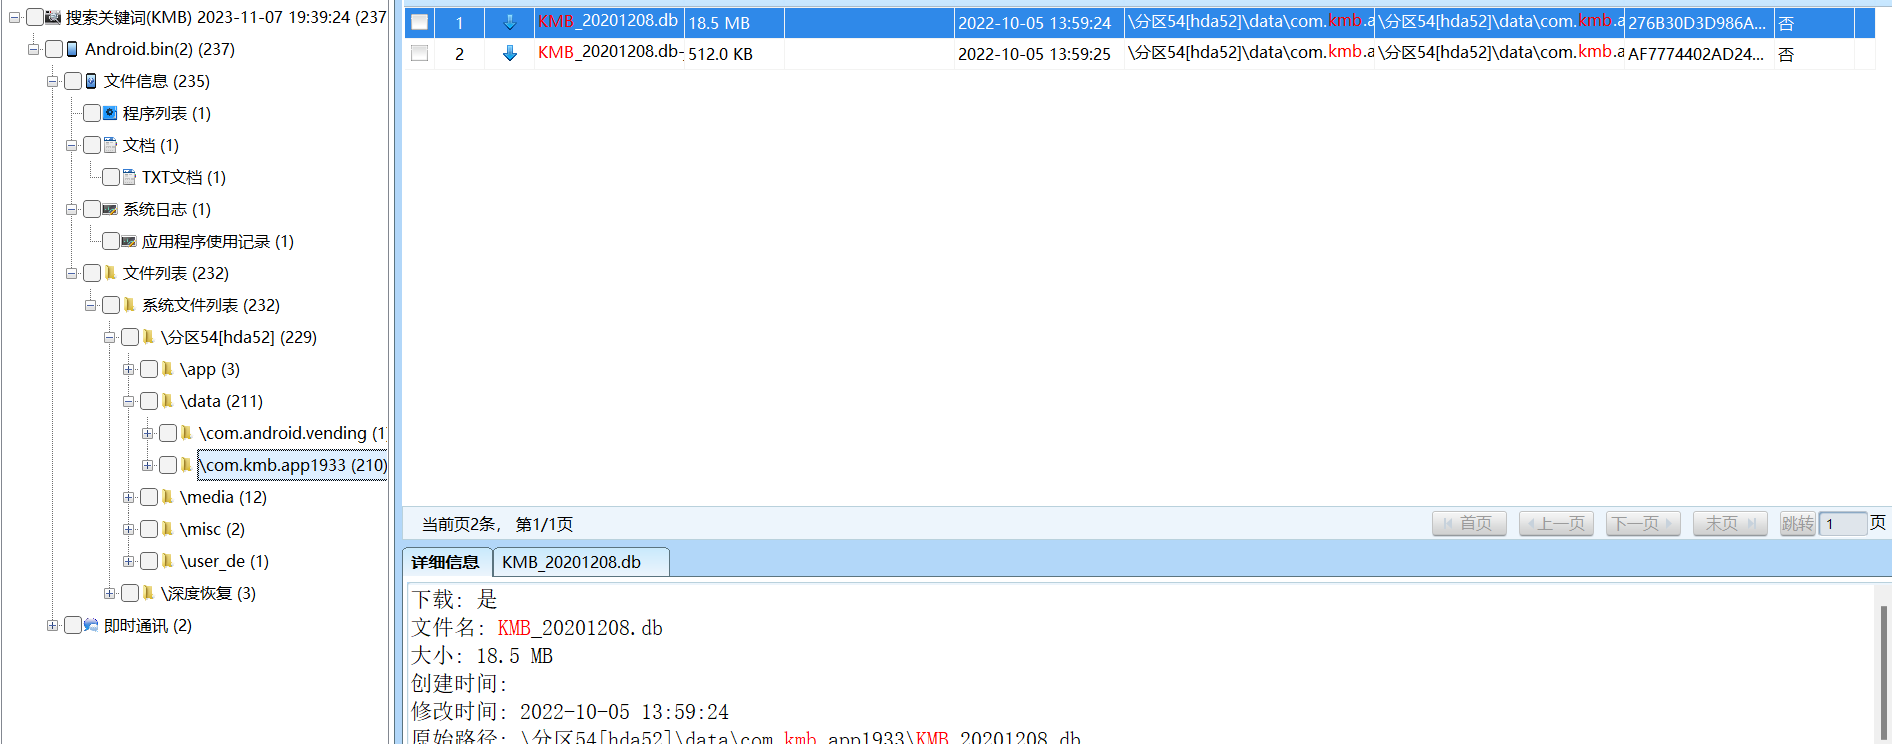 搜索关键词(KMB) 2023-11-07 19:39:24 (237
Android.bin(2) (237)
文件信息 (235)
程序列表 (1)
文档 (1)
TXT文档 (1)
系统日志 (1)
应用程序使用记录 (1)
文件列表 (232)
系统文件列表 (232)
\分区54[hda52] (229)
\app (3)
\data (211)
\com.android.vending (1
\com.kmb.app1933 (210)
\media (12)
\misc (2)
\user_de (1)
\深度恢复 (3)
即时通讯 (2)
1 KMB_20201208.db 18.5 MB 2022-10-05 13:59:24 \分区54[hda52]\data\com.kmb.a \分区54[hda52]\data\com.kmb.a 276B30D3D986A... 否
2 KMB_20201208.db- 512.0 KB 2022-10-05 13:59:25 \分区54[hda52]\data\com.kmb.a \分区54[hda52]\data\com.kmb.a AF7774402AD24... 否
当前页2条， 第1/1页 首页 上一页 下一页 末页 跳转 1 页
详细信息 KMB_20201208.db
下载: 是
文件名: KMB_20201208.db
大小: 18.5 MB
创建时间:
修改时间: 2022-10-05 13:59:24
原始路径: \分区54[hda52]\data\com.kmb.app1933\KMB_20201208.db